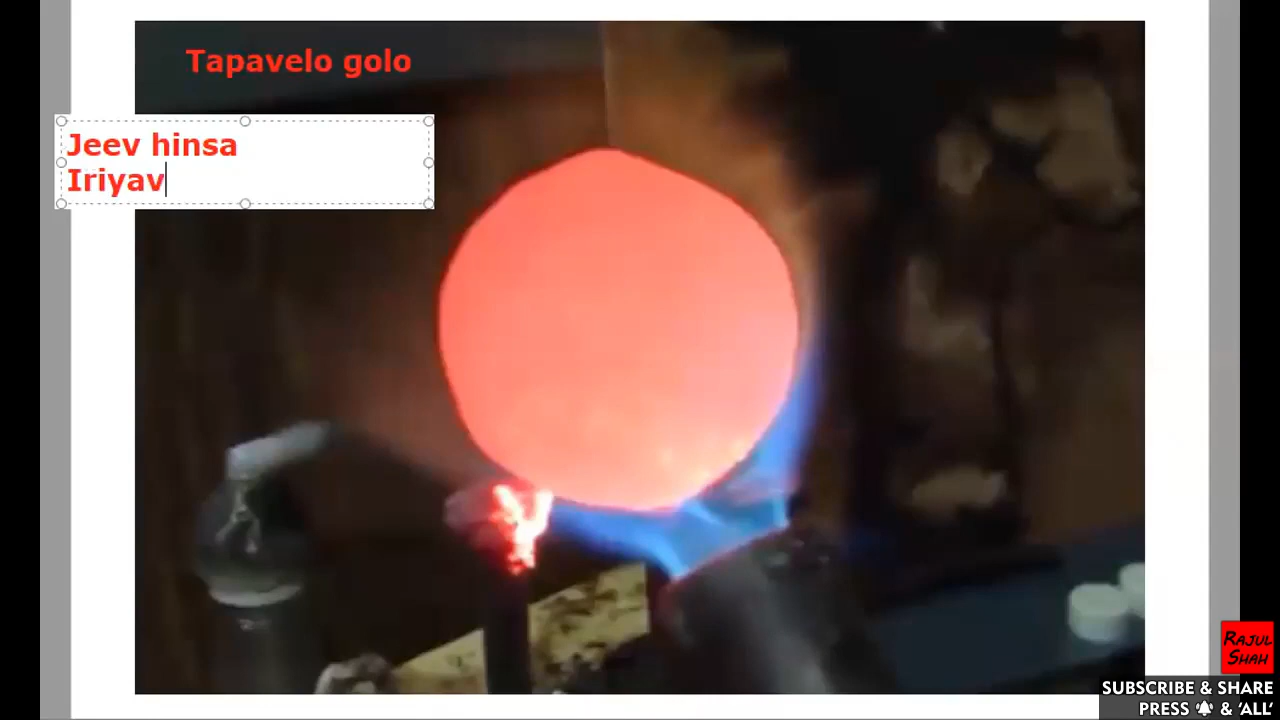 Tapavelo golo
Jeev hinsa
Iriyav
RAJUL
SHAH
SUBSCRIBE & SHARE
PRESS 🔔 & 'ALL'